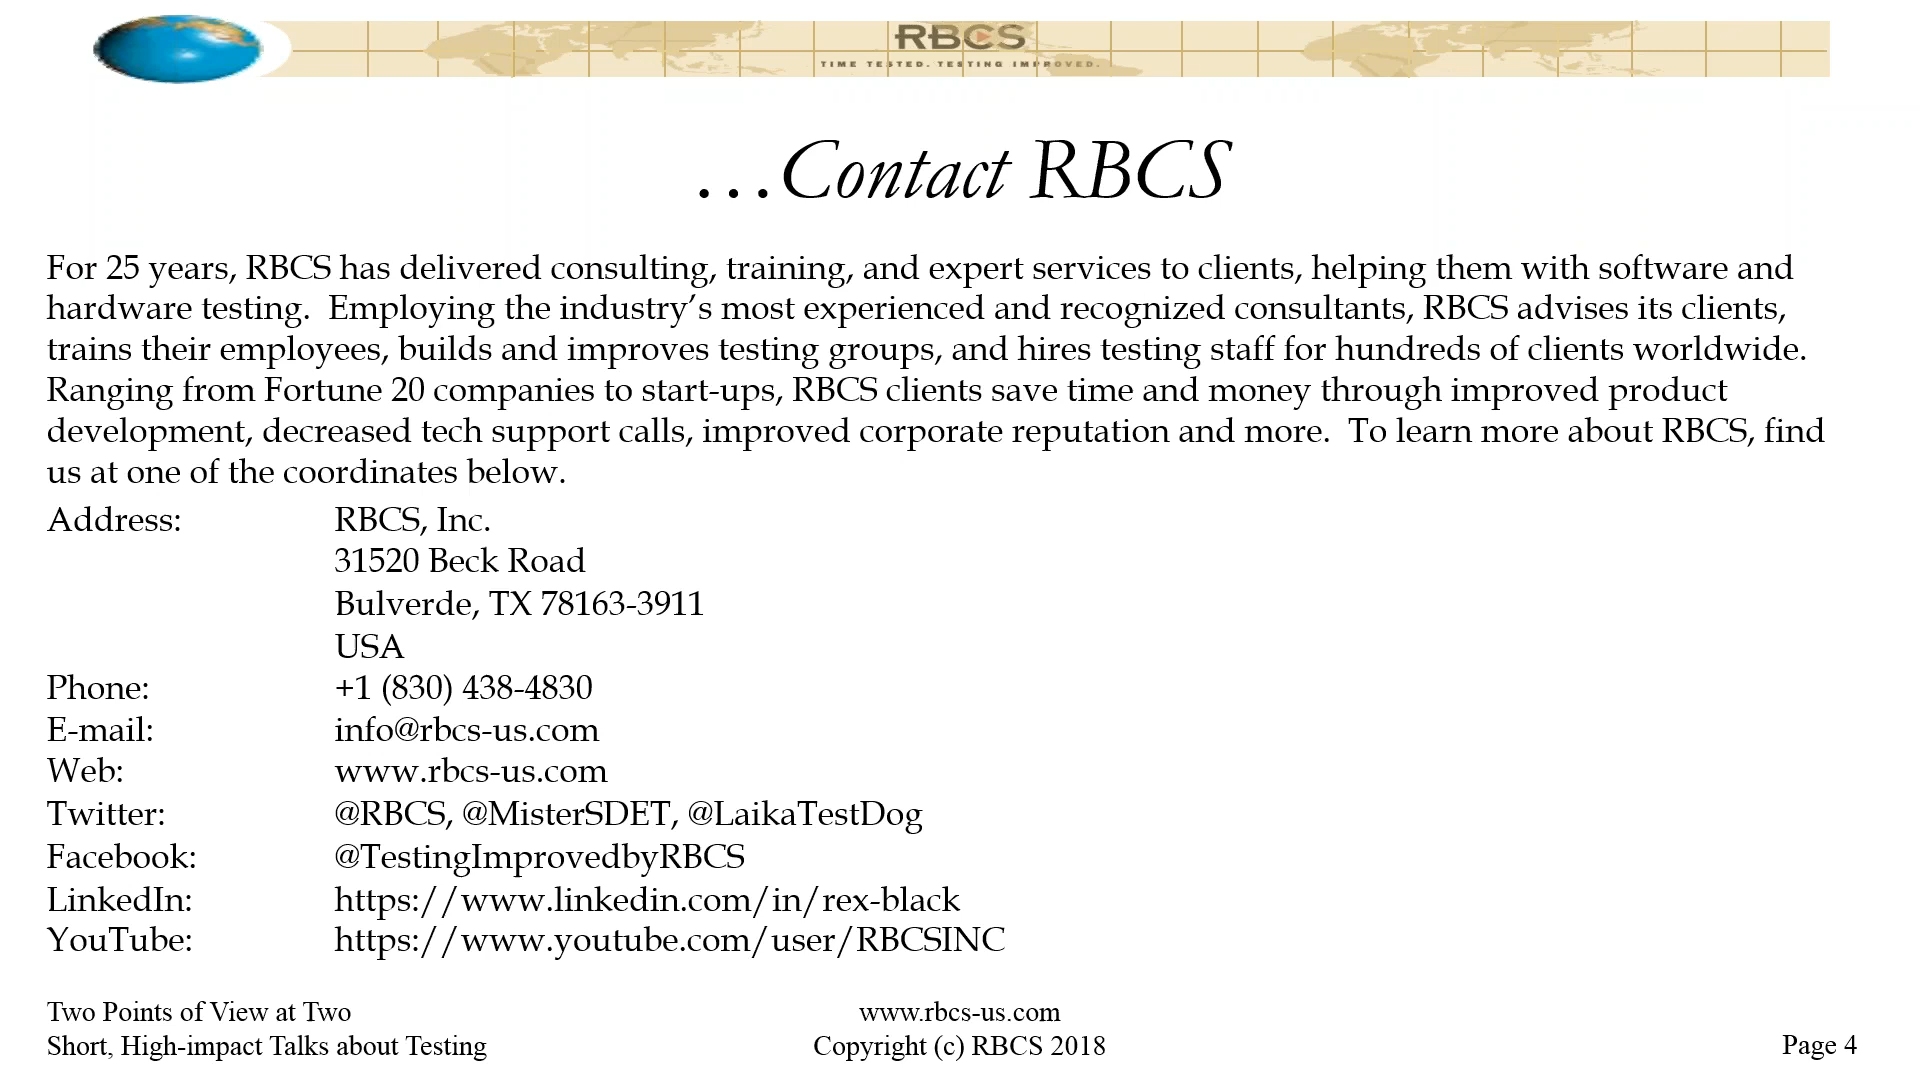 RBCS
TIME TESTED. TESTING IMPROVED.
…Contact RBCS
For 25 years, RBCS has delivered consulting, training, and expert services to clients, helping them with software and
hardware testing.  Employing the industry’s most experienced and recognized consultants, RBCS advises its clients,
trains their employees, builds and improves testing groups, and hires testing staff for hundreds of clients worldwide.
Ranging from Fortune 20 companies to start-ups, RBCS clients save time and money through improved product
development, decreased tech support calls, improved corporate reputation and more.  To learn more about RBCS, find
us at one of the coordinates below.
Address: RBCS, Inc.
31520 Beck Road
Bulverde, TX 78163-3911
USA
Phone: +1 (830) 438-4830
E-mail: info@rbcs-us.com
Web: www.rbcs-us.com
Twitter: @RBCS, @MisterSDET, @LaikaTestDog
Facebook: @TestingImprovedbyRBCS
LinkedIn: https://www.linkedin.com/in/rex-black
YouTube: https://www.youtube.com/user/RBCSINC
Two Points of View at Two
Short, High-impact Talks about Testing
www.rbcs-us.com
Copyright (c) RBCS 2018
Page 4